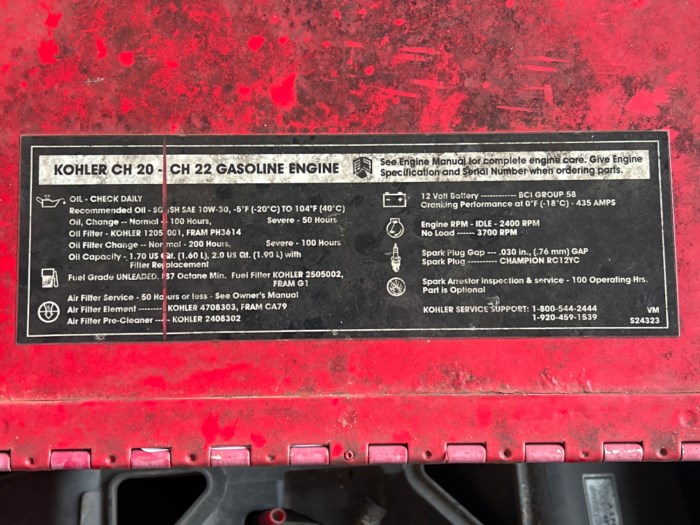 KOHLER CH 20 - CH 22 GASOLINE ENGINE
See Engine Manual for complete engine care. Give Engine
Specification and Serial Number when ordering parts.
OIL - CHECK DAILY
Recommended Oil - SG, SH SAE 10W-30, -5°F (-20°C) TO 104°F (40°C)
Oil, Change -- Normal -- 100 Hours, Severe - 50 Hours
Oil Filter - KOHLER 1205 001, FRAM PH3614
Oil Filter Change -- Normal - 200 Hours, Severe - 100 Hours
Oil Capacity - 1.70 US Qt. (1.60 L), 2.0 US Qt. (1.90 L) with
Filter Replacement
Fuel Grade UNLEADED, 87 Octane Min. Fuel Filter KOHLER 2505002,
FRAM G1
Air Filter Service - 50 Hours or less - See Owner's Manual
Air Filter Element --------- KOHLER 4708303, FRAM CA79
Air Filter Pre-Cleaner ---- KOHLER 2408302
12 Volt Battery ----------- BCI GROUP 58
Cranking Performance at 0°F (-18°C) - 435 AMPS
Engine RPM - IDLE - 2400 RPM
No Load ------ 3700 RPM
Spark Plug Gap --- .030 in., (.76 mm) GAP
Spark Plug ------- CHAMPION RC12YC
Spark Arrestor Inspection & service - 100 Operating Hrs.
Part is Optional
KOHLER SERVICE SUPPORT: 1-800-544-2444
1-920-459-1539
VM
S24323